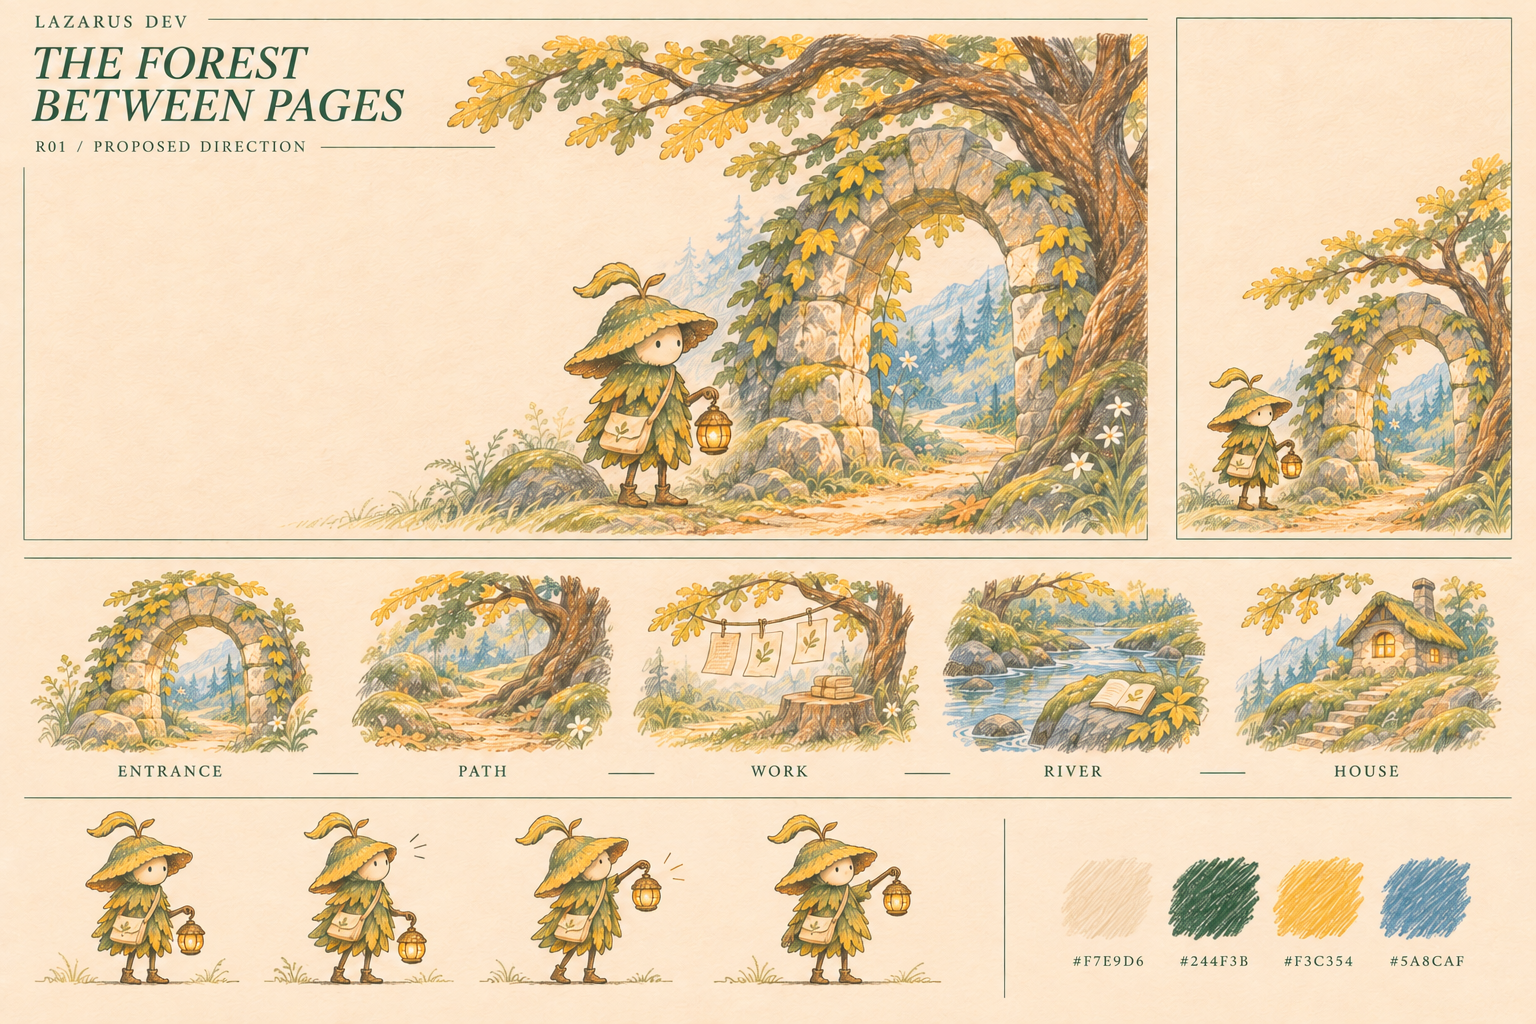 LAZARUS DEV
THE FOREST
BETWEEN PAGES
R01 / PROPOSED DIRECTION
ENTRANCE
PATH
WORK
RIVER
HOUSE
#F7E9D6
#244F3B
#F3C354
#5A8CAF